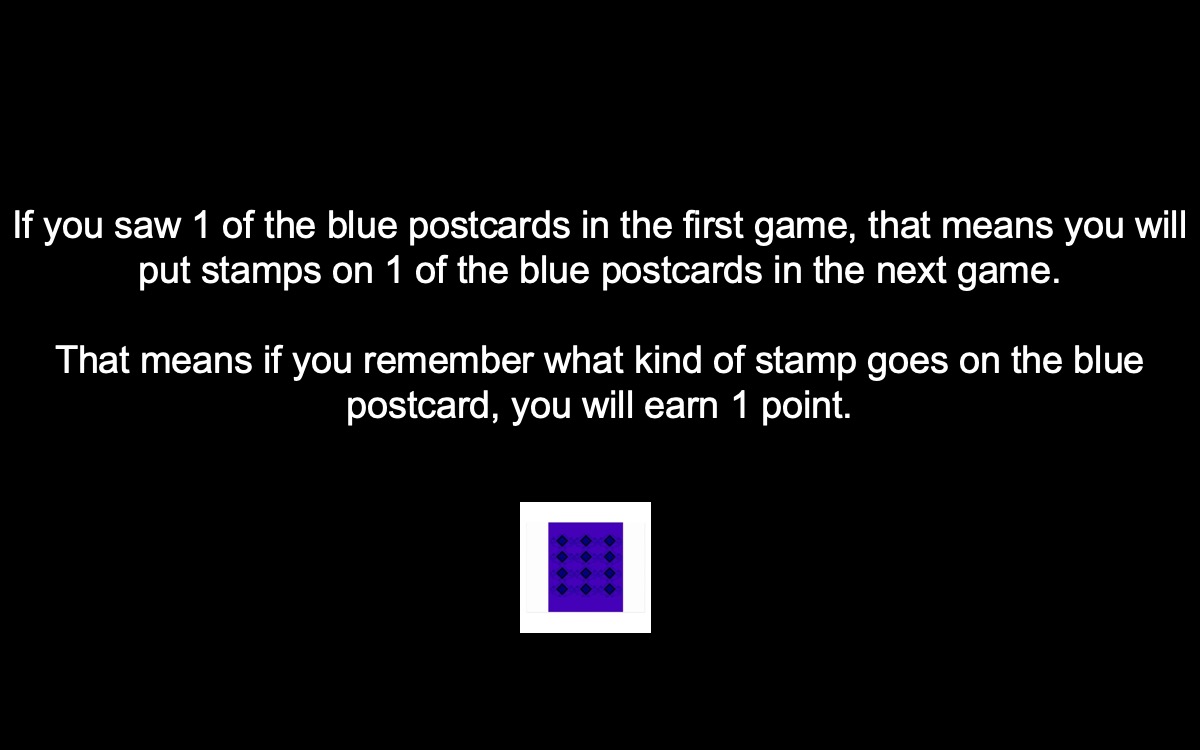 If you saw 1 of the blue postcards in the first game, that means you will
put stamps on 1 of the blue postcards in the next game.
That means if you remember what kind of stamp goes on the blue
postcard, you will earn 1 point.